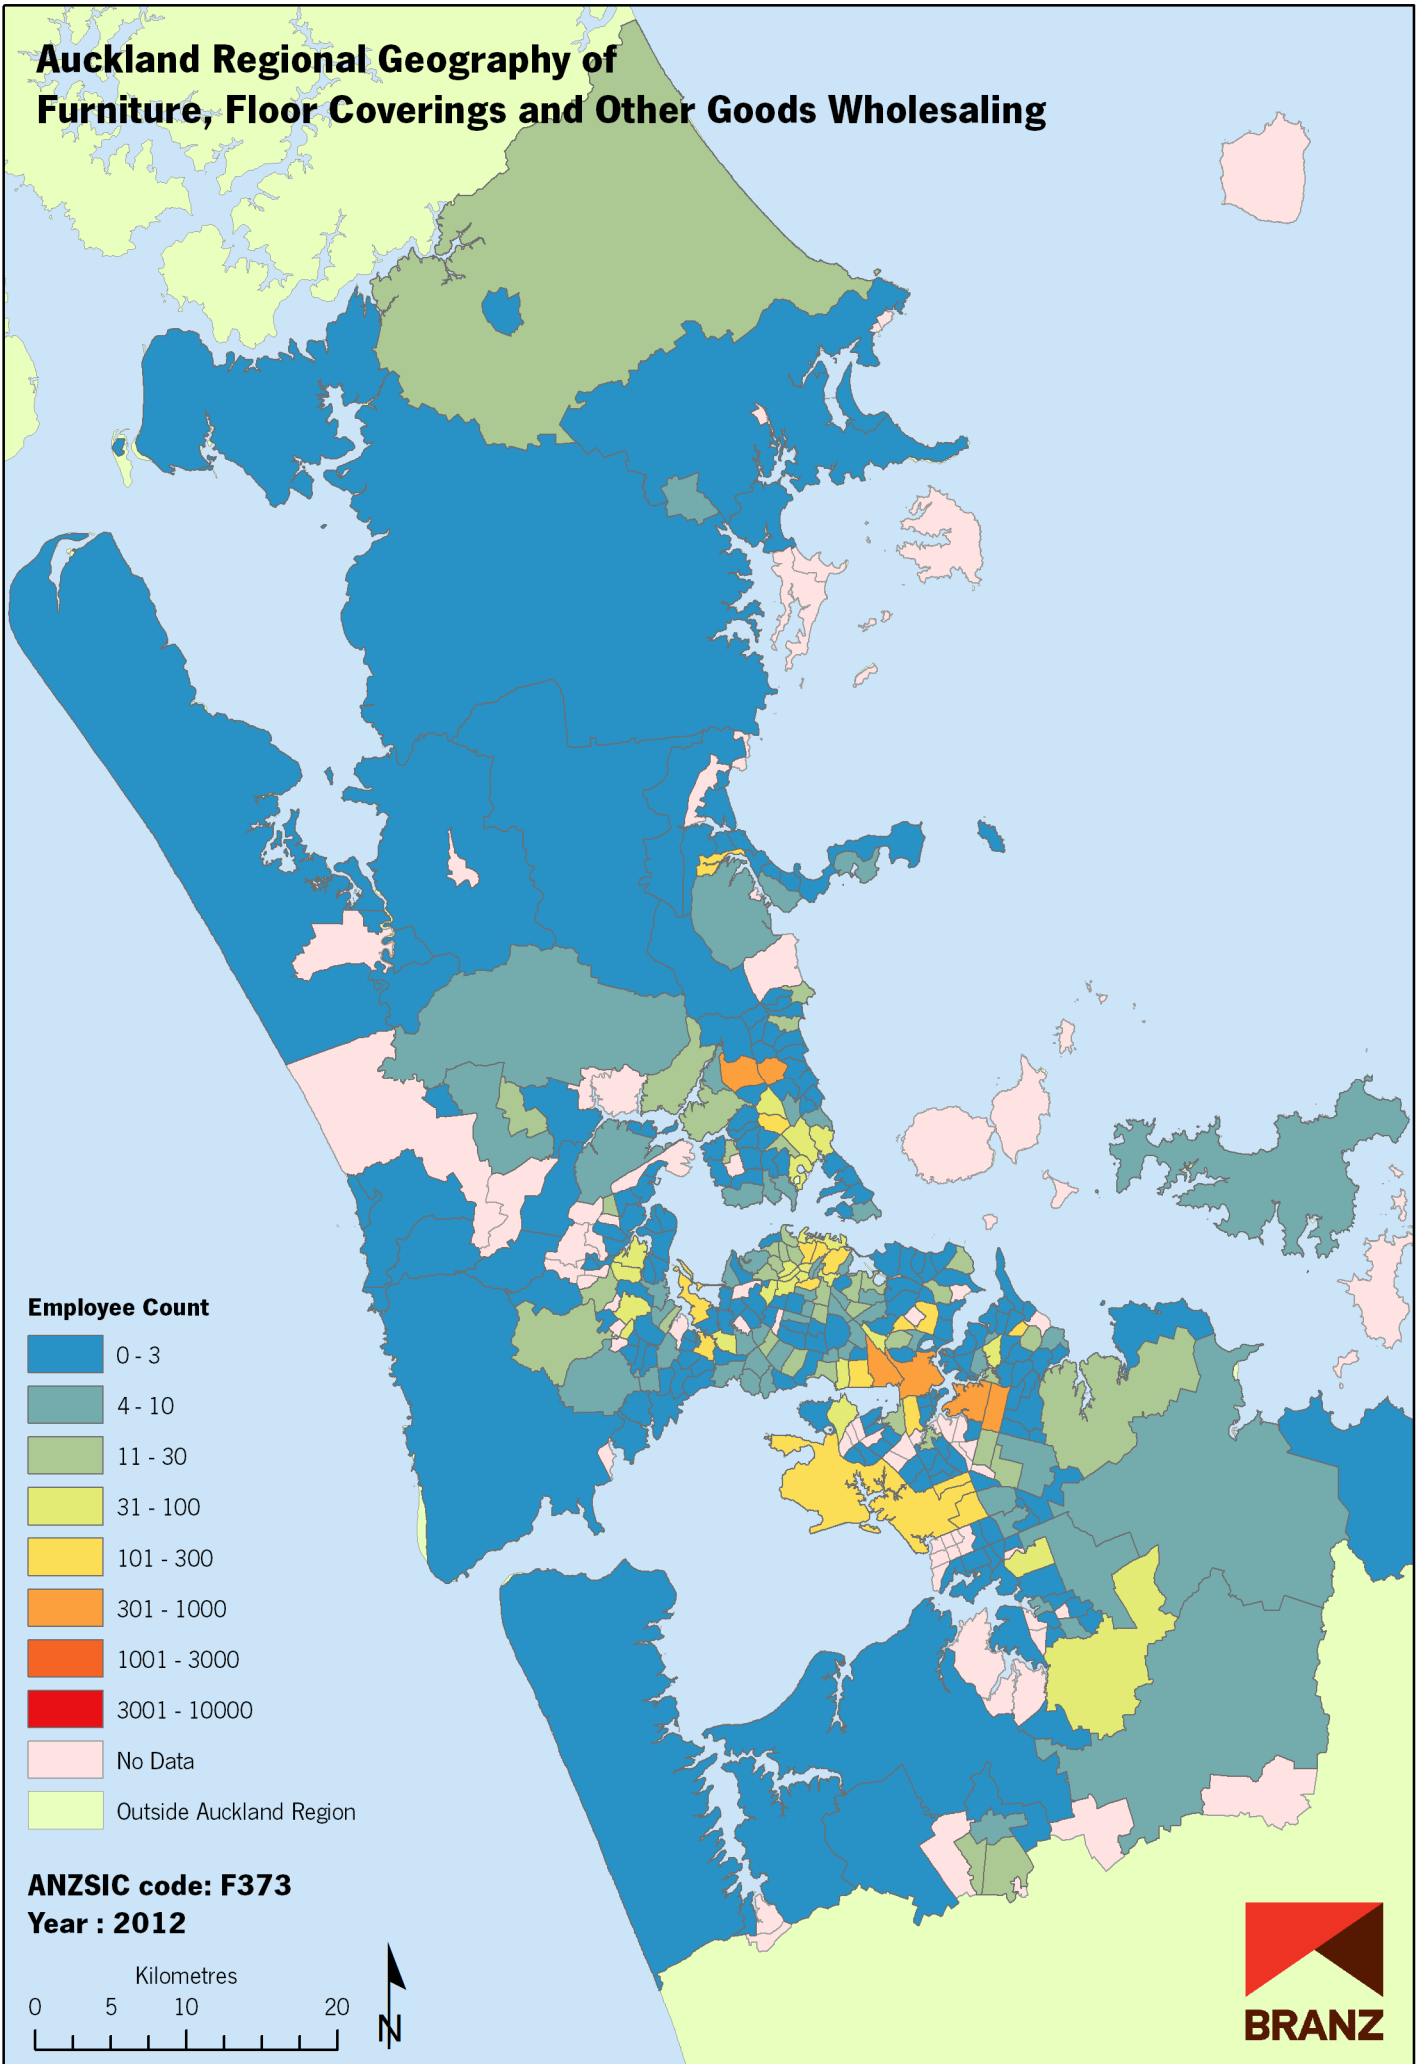 Auckland Regional Geography of
Furniture, Floor Coverings and Other Goods Wholesaling
Employee Count
0 - 3
4 - 10
11 - 30
31 - 100
101 - 300
301 - 1000
1001 - 3000
3001 - 10000
No Data
Outside Auckland Region
ANZSIC code: F373
Year : 2012
Kilometres
0 5 10 20
N
BRANZ